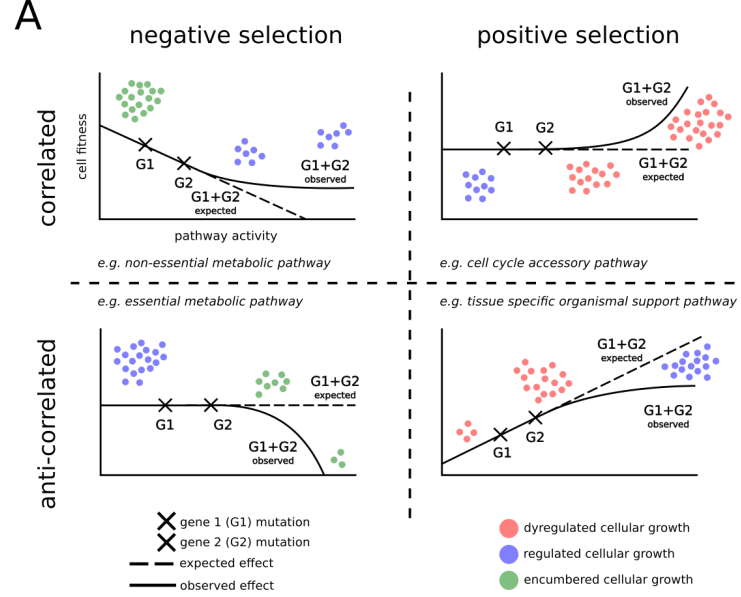 A
negative selection
positive selection
correlated
cell fitness
G1
G2
G1+G2
expected
G1+G2
observed
pathway activity
e.g. non-essential metabolic pathway
G1
G2
G1+G2
observed
G1+G2
expected
e.g. cell cycle accessory pathway
anti-correlated
e.g. essential metabolic pathway
G1
G2
G1+G2
expected
G1+G2
observed
e.g. tissue specific organismal support pathway
G1
G2
G1+G2
expected
G1+G2
observed
gene 1 (G1) mutation
gene 2 (G2) mutation
expected effect
observed effect
dyregulated cellular growth
regulated cellular growth
encumbered cellular growth